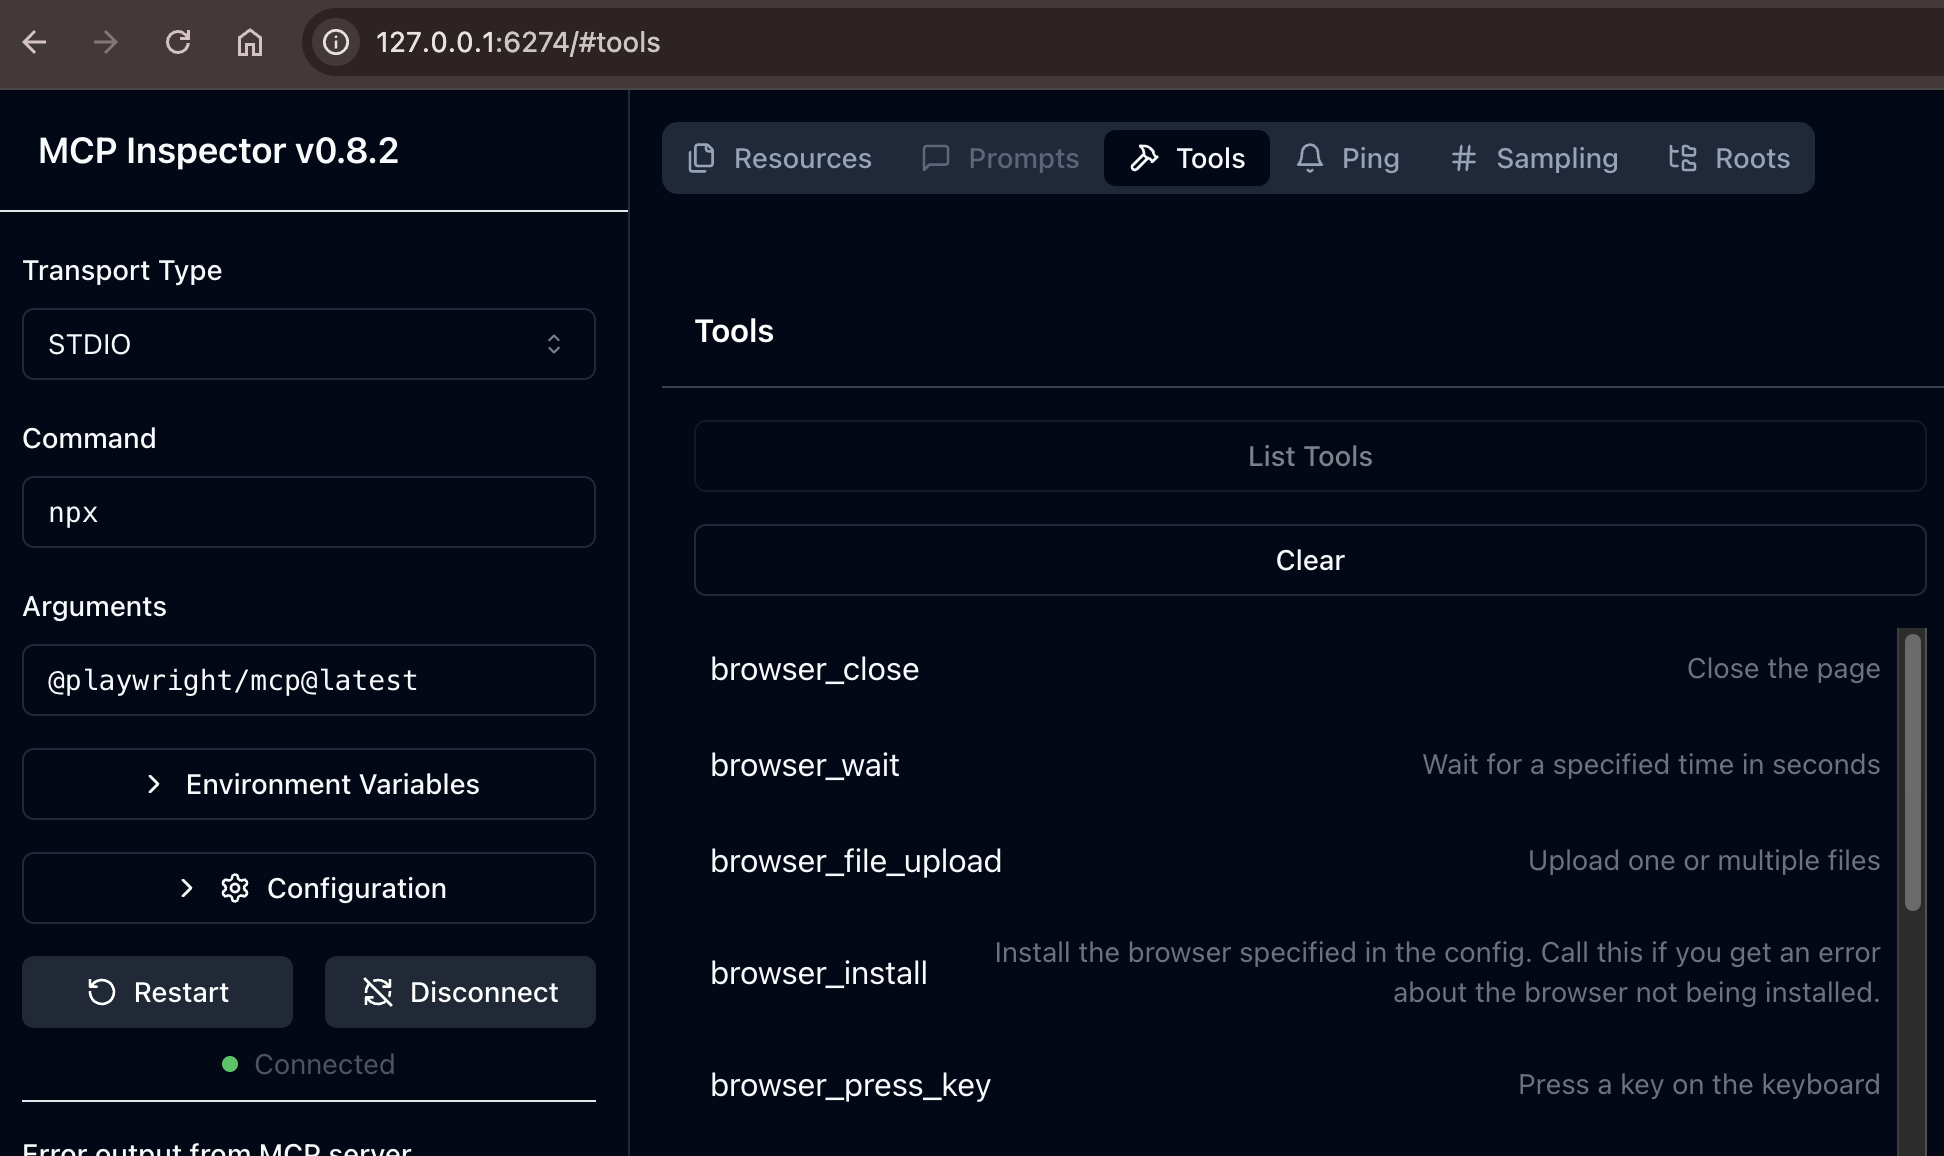 127.0.0.1:6274/#tools
MCP Inspector v0.8.2
Transport Type
STDIO
Command
npx
Arguments
@playwright/mcp@latest
Environment Variables
Configuration
Restart
Disconnect
Connected
Error output from MCP server
Resources
Prompts
Tools
Ping
Sampling
Roots
Tools
List Tools
Clear
browser_close
Close the page
browser_wait
Wait for a specified time in seconds
browser_file_upload
Upload one or multiple files
browser_install
Install the browser specified in the config. Call this if you get an error
about the browser not being installed.
browser_press_key
Press a key on the keyboard